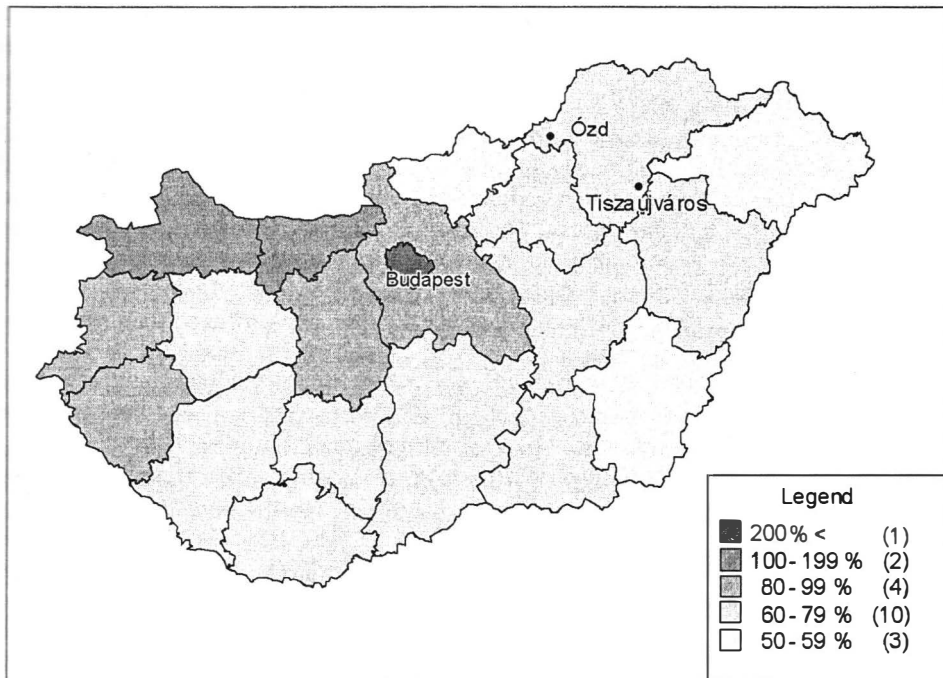 Ózd
Tiszaújváros
Budapest
Legend
200% < (1)
100-199 % (2)
80-99 % (4)
60-79 % (10)
50-59 % (3)